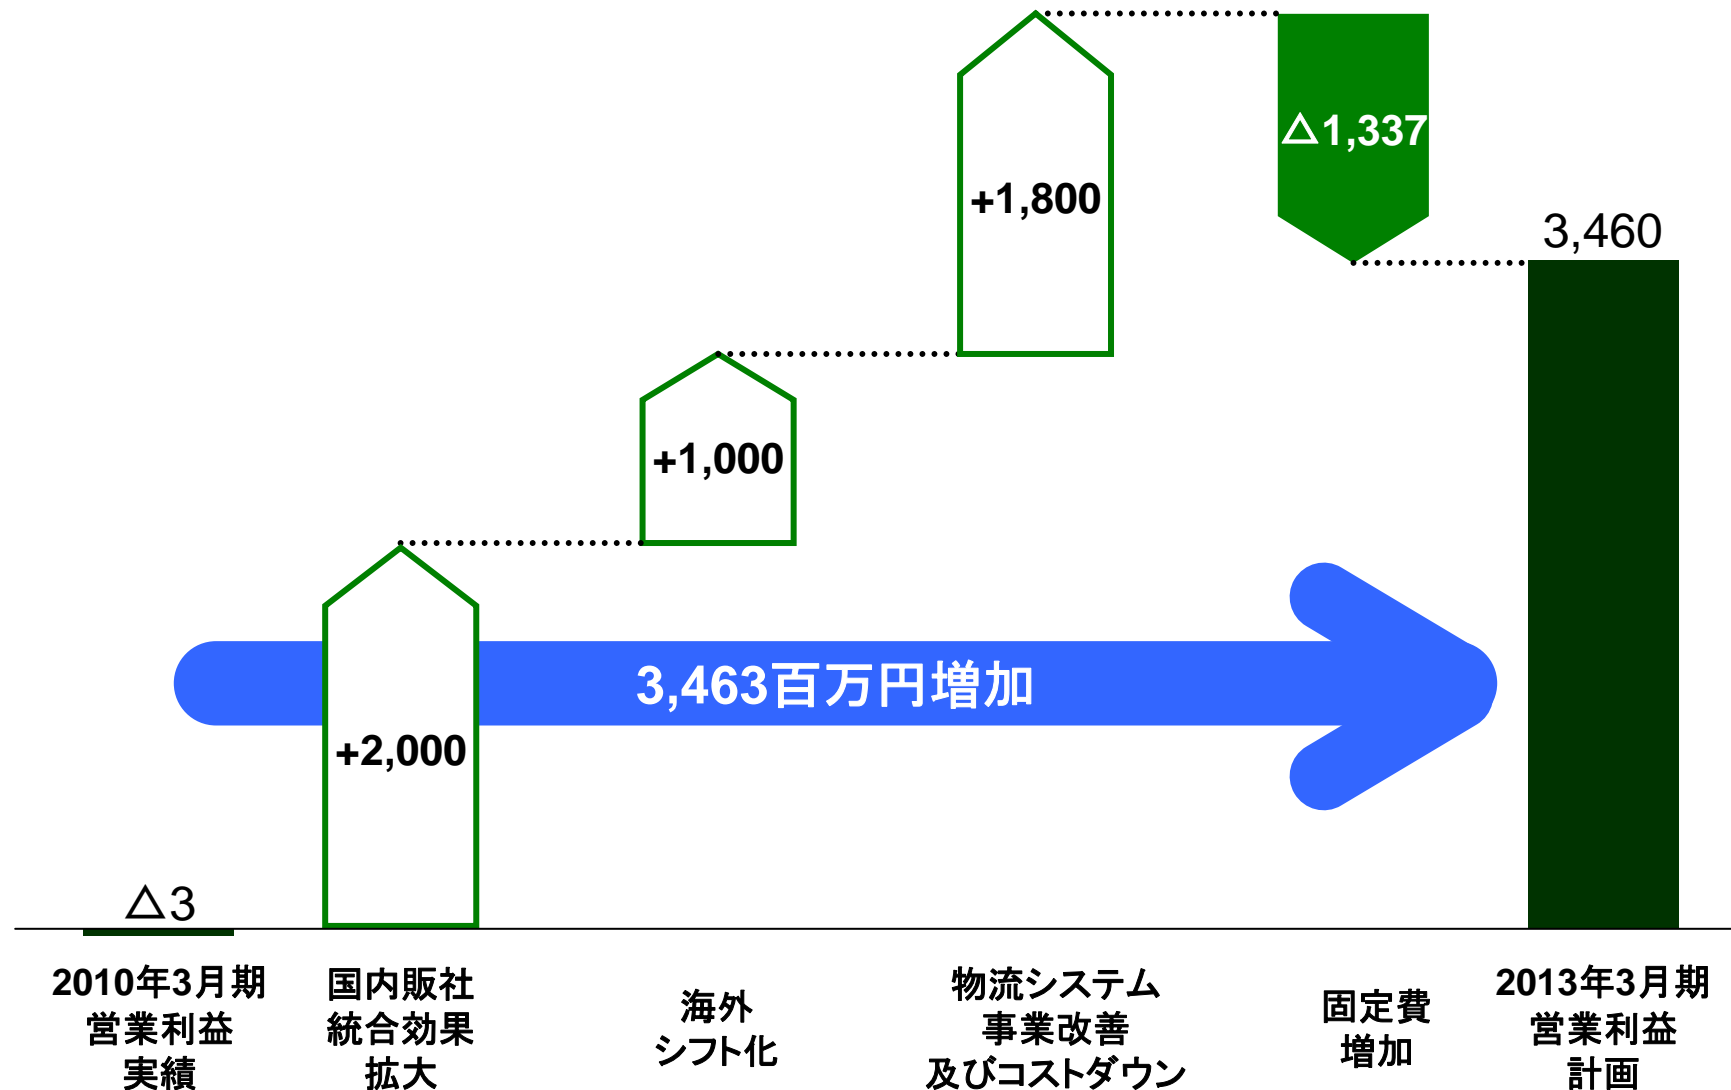 △1,337
+1,800
3,460
+1,000
3,463百万円増加
+2,000
△3
2010年3月期
営業利益
実績
国内販社
統合効果
拡大
海外
シフト化
物流システム
事業改善
及びコストダウン
固定費
増加
2013年3月期
営業利益
計画